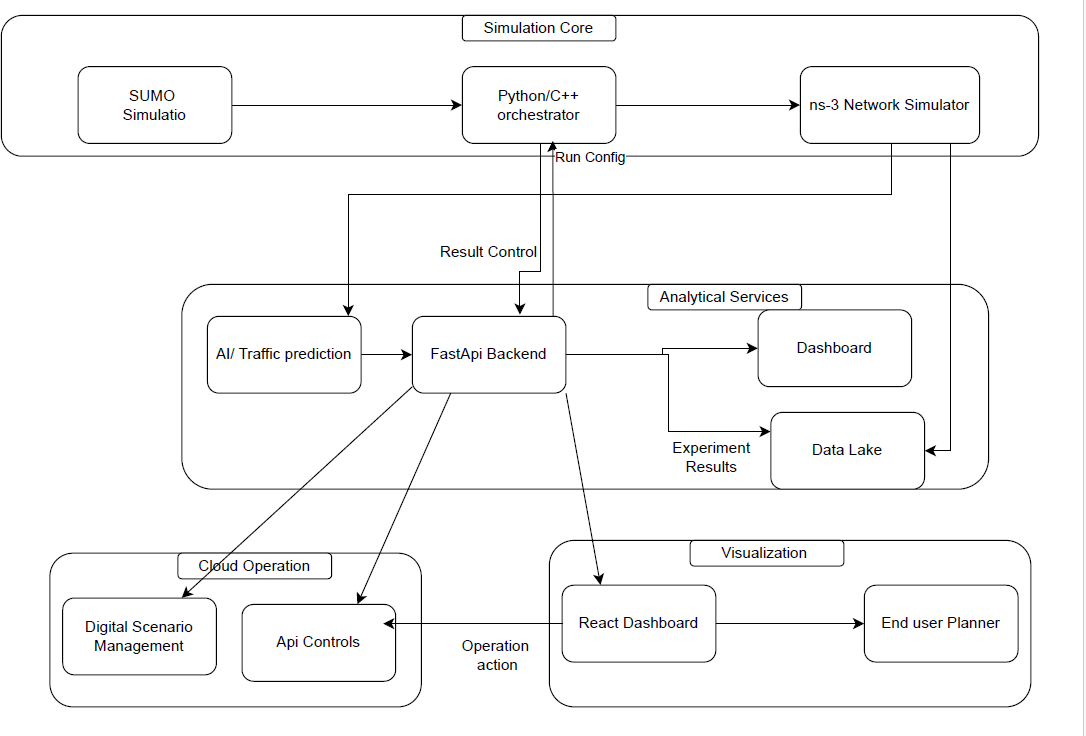 Simulation Core
SUMO
Simulatio
Python/C++
orchestrator
ns-3 Network Simulator
Run Config
Result Control
Analytical Services
AI/ Traffic prediction
FastApi Backend
Dashboard
Experiment
Results
Data Lake
Cloud Operation
Visualization
Digital Scenario
Management
Api Controls
Operation
action
React Dashboard
End user Planner